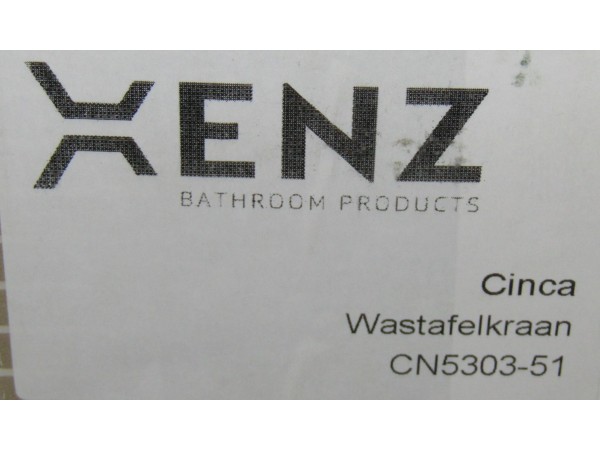 XENZ
BATHROOM PRODUCTS
Cinca
Wastafelkraan
CN5303-51